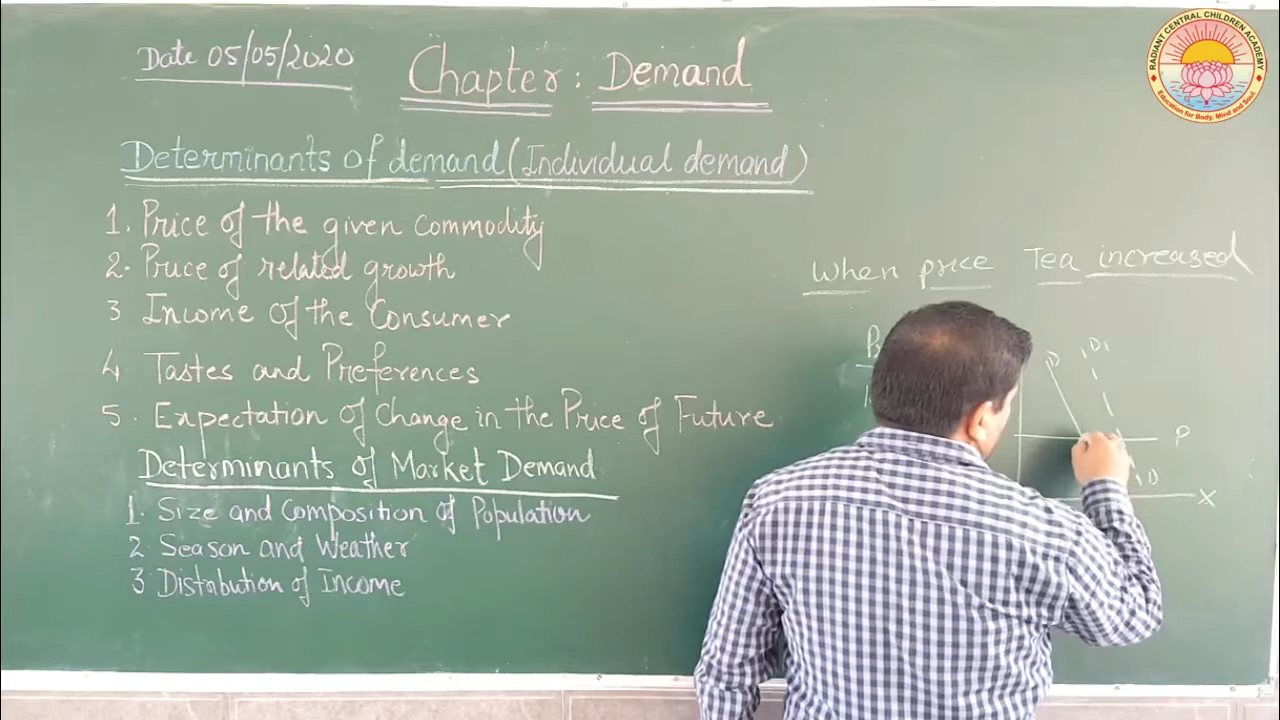 Date 05/05/2020
Chapter: Demand
Determinants of demand (Individual demand)
1. Price of the given commodity
2. Price of related growth
3 Income of the Consumer
4 Tastes and Preferences
5. Expectation of Change in the Price of Future
Determinants of Market Demand
1. Size and Composition of Population
2 Season and Weather
3 Distribution of Income
When price Tea increased
D D1
P
D
X
RADIANT CENTRAL CHILDREN ACADEMY
Education for Body, Mind and Soul